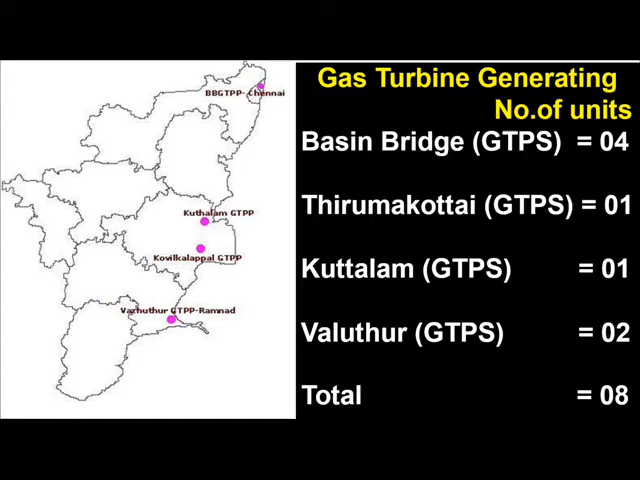 BBGTPP- Chennai
Kuthalam GTPP
Kovilkalappal GTPP
Vazhuthur GTPP-Ramnad
Gas Turbine Generating
No.of units
Basin Bridge (GTPS) = 04
Thirumakottai (GTPS) = 01
Kuttalam (GTPS) = 01
Valuthur (GTPS) = 02
Total = 08